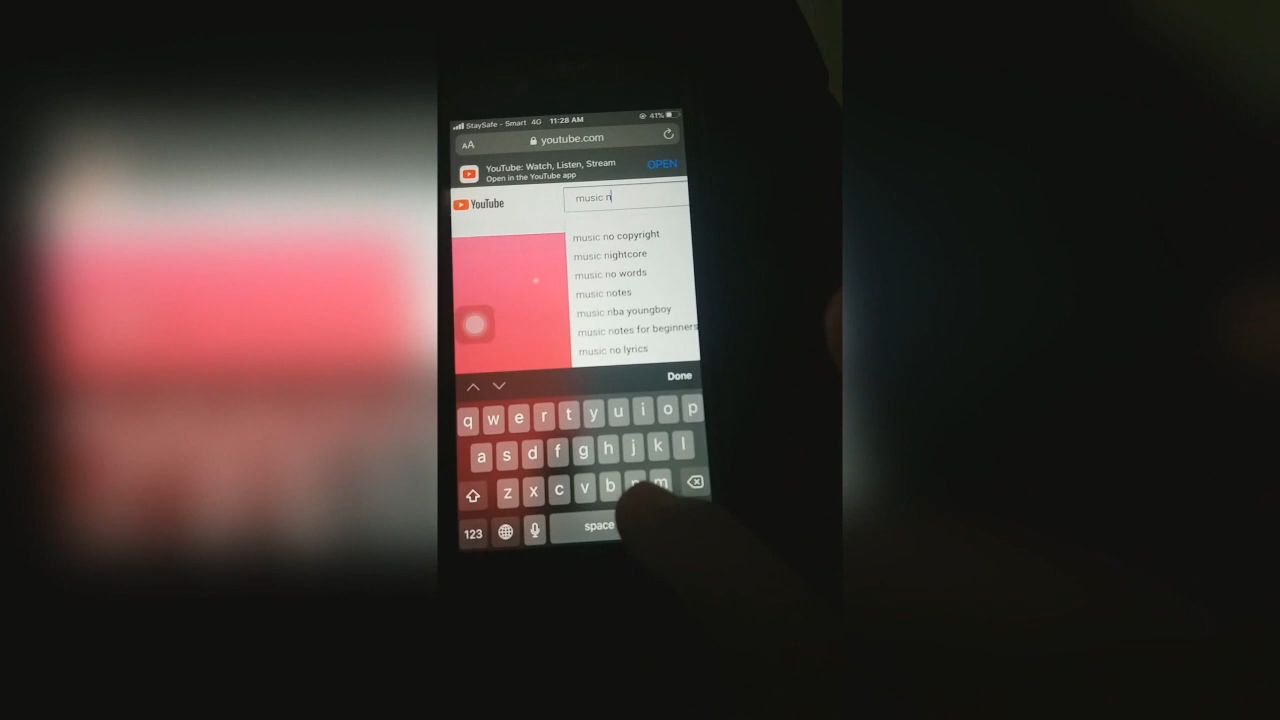 StaySafe - Smart 4G 11:28 AM 41%
AA youtube.com
YouTube: Watch, Listen, Stream
Open in the YouTube app
OPEN
YouTube
music n
music no copyright
music nightcore
music no words
music notes
music nba youngboy
music notes for beginners
music no lyrics
Done
q w e r t y u i o p
a s d f g h j k l
z x c v b n m
123 space